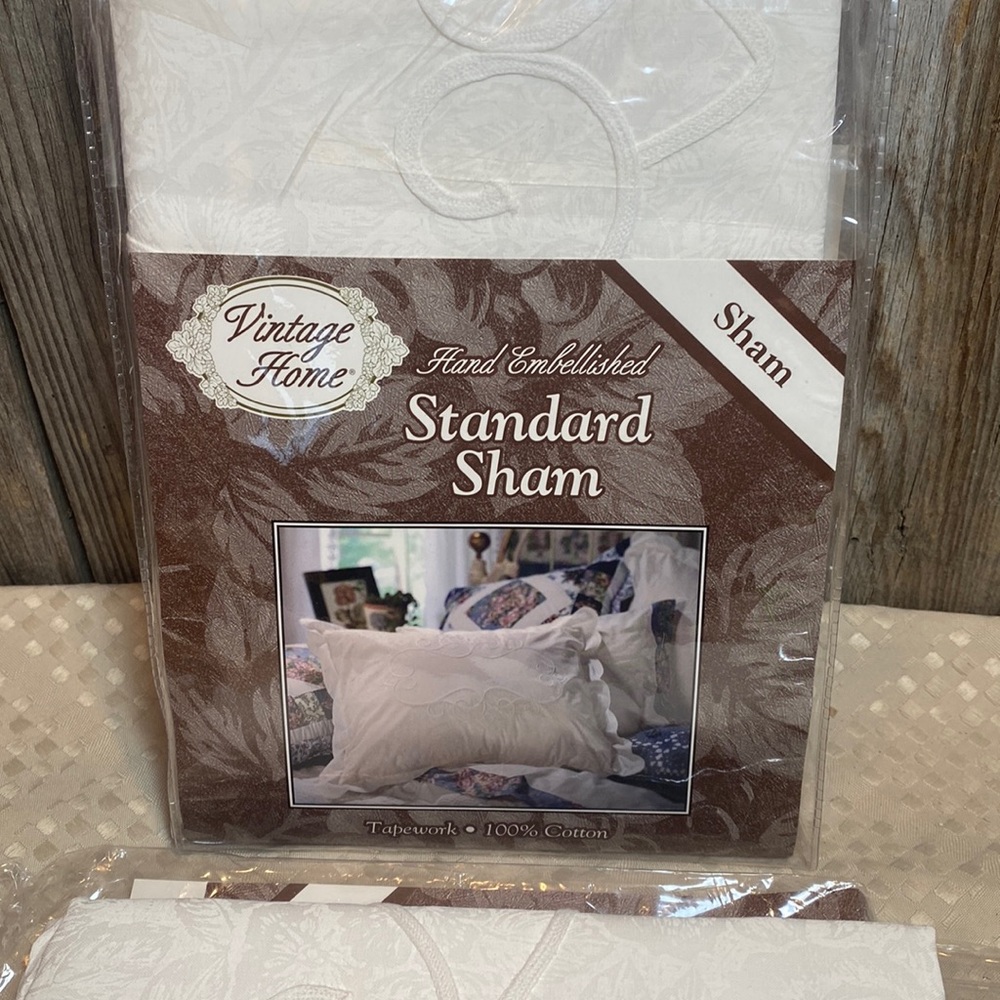 Vintage
Home®
Hand Embellished
Standard
Sham
Sham
Tapework • 100% Cotton